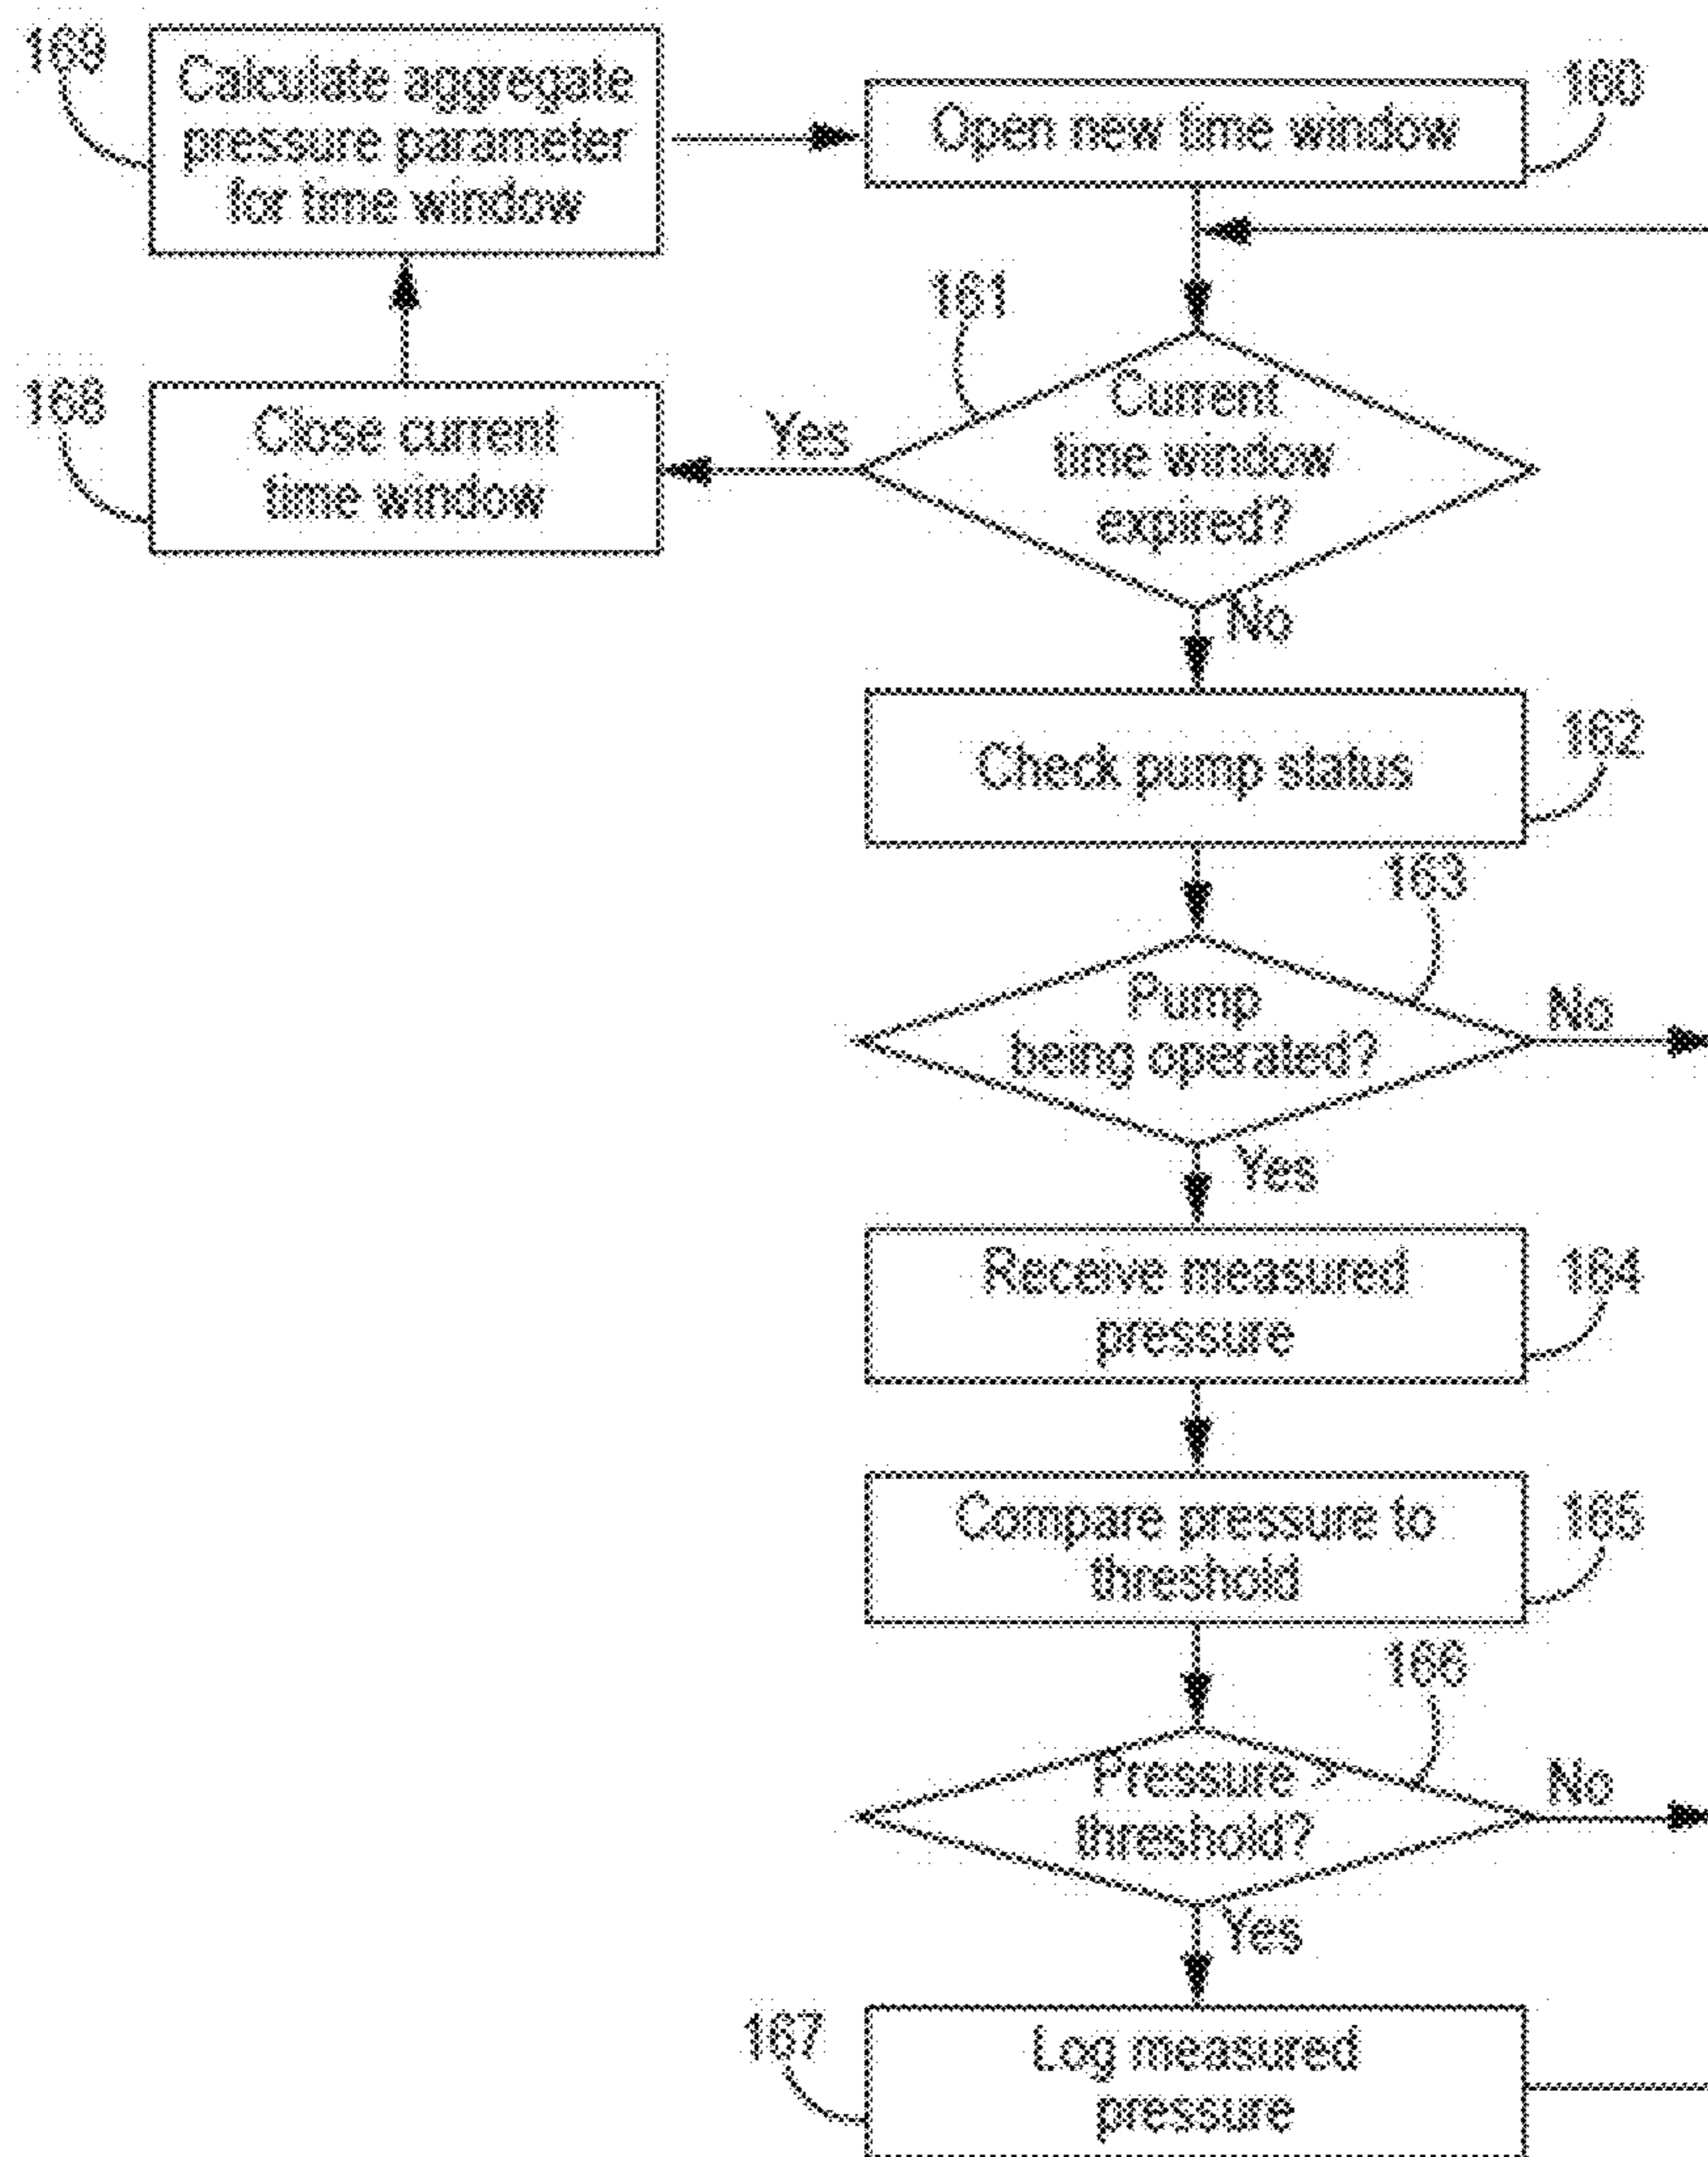 169
Calculate aggregate
pressure parameter
for time window
Open new time window
160
161
168
Close current
time window
Yes
Current
time window
expired?
No
Check pump status
162
163
Pump
being operated?
No
Yes
Receive measured
pressure
164
Compare pressure to
threshold
165
166
Pressure >
threshold?
No
Yes
167
Log measured
pressure